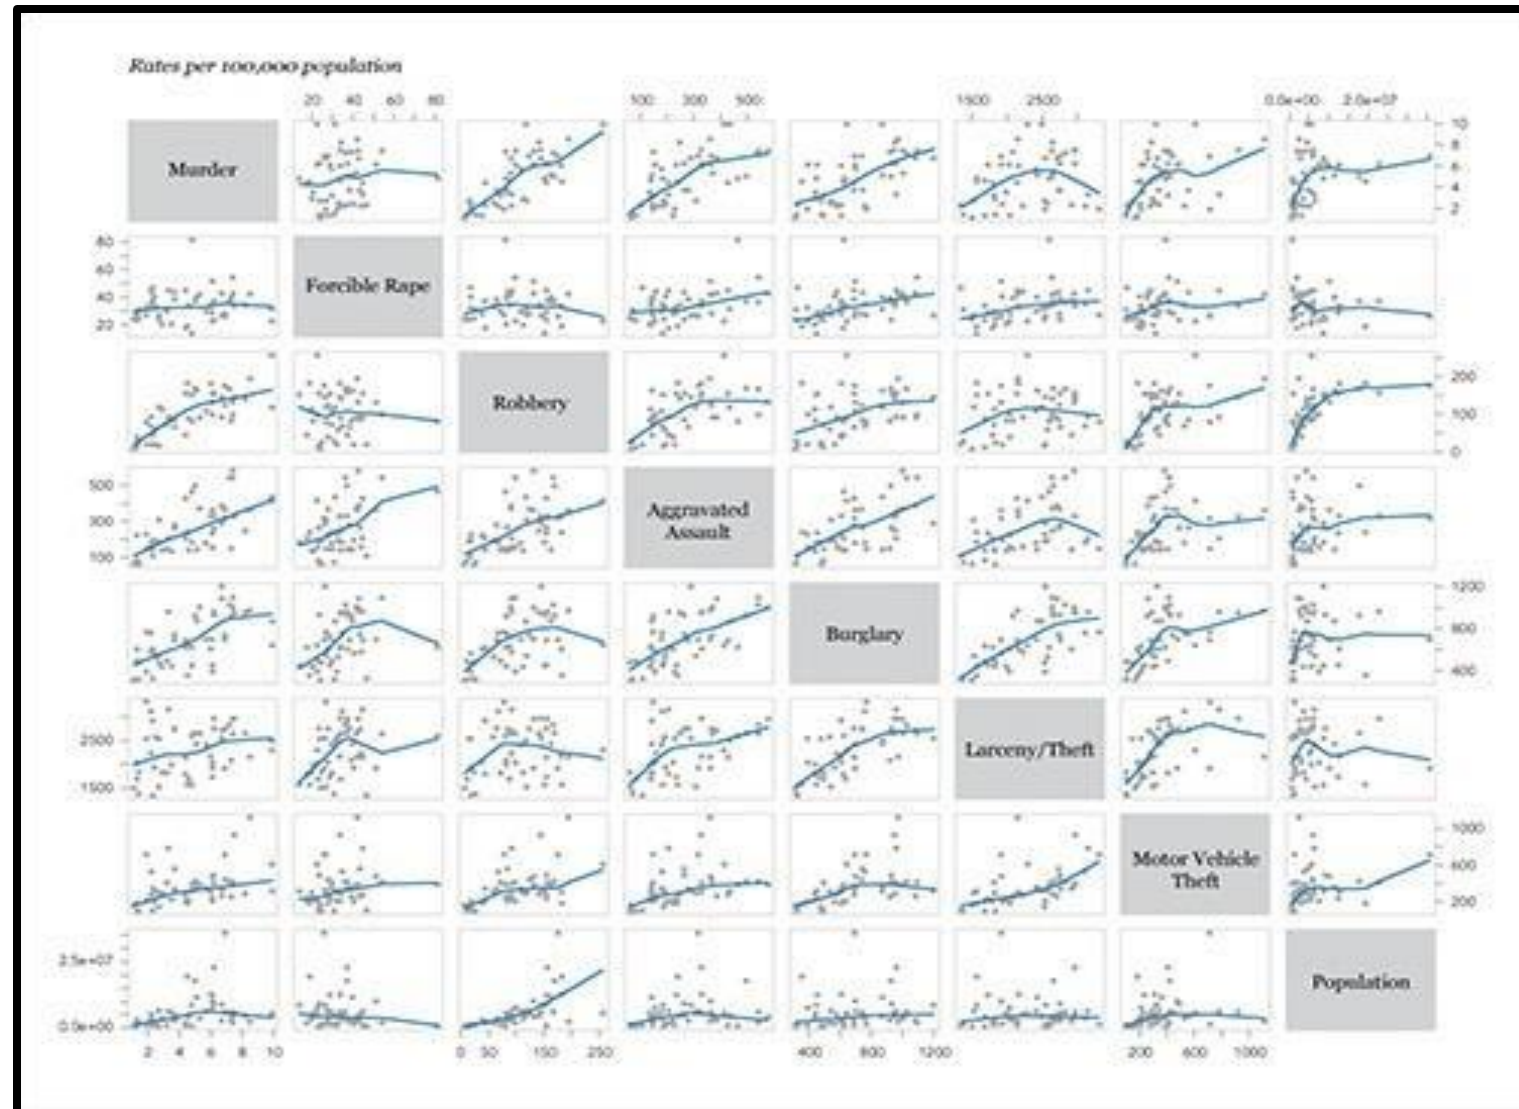 Rates per 100,000 population
20 40 60 80 100 300 500 1500 2500 0.0e+00 2.0e+07
Murder
10
8
6
4
2
80
60
40
20
Forcible Rape
Robbery
200
100
0
500
300
100
Aggravated
Assault
Burglary
1200
800
400
2500
1500
Larceny/Theft
Motor Vehicle
Theft
1000
600
200
2.5e+07
0.0e+00
Population
2 4 6 8 10 0 50 150 250 400 800 1200 200 600 1000